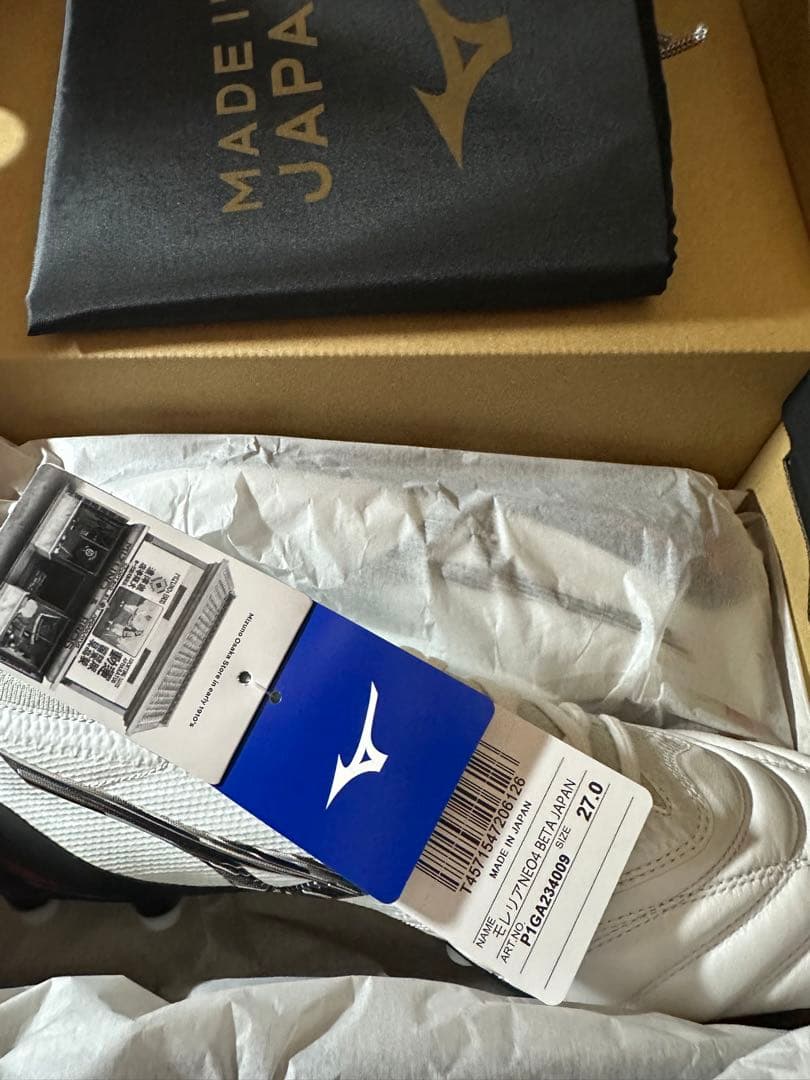 MADE IN
JAPAN
Mizuno Osaka Store in early 1910's
74571547206126
MADE IN JAPAN
NAME
モレリアNEO4 BETA JAPAN
ART.NO. SIZE
P1GA234009 27.0